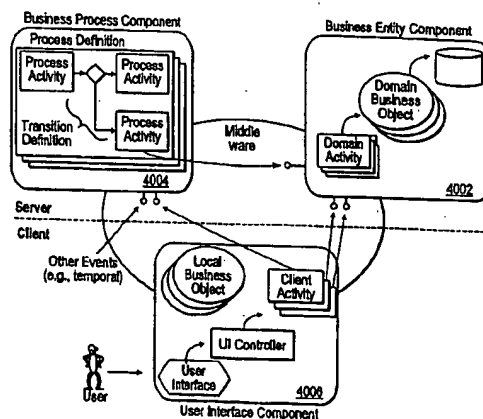 Business Process Component
Process Definition
Process
Activity
Process
Activity
Transition
Definition
Process
Activity
4004
Middle
ware
Business Entity Component
Domain
Business
Object
Domain
Activity
4002
Server
Client
Other Events
(e.g., temporal)
Local
Business
Object
Client
Activity
UI Controller
User
Interface
4006
User
User Interface Component